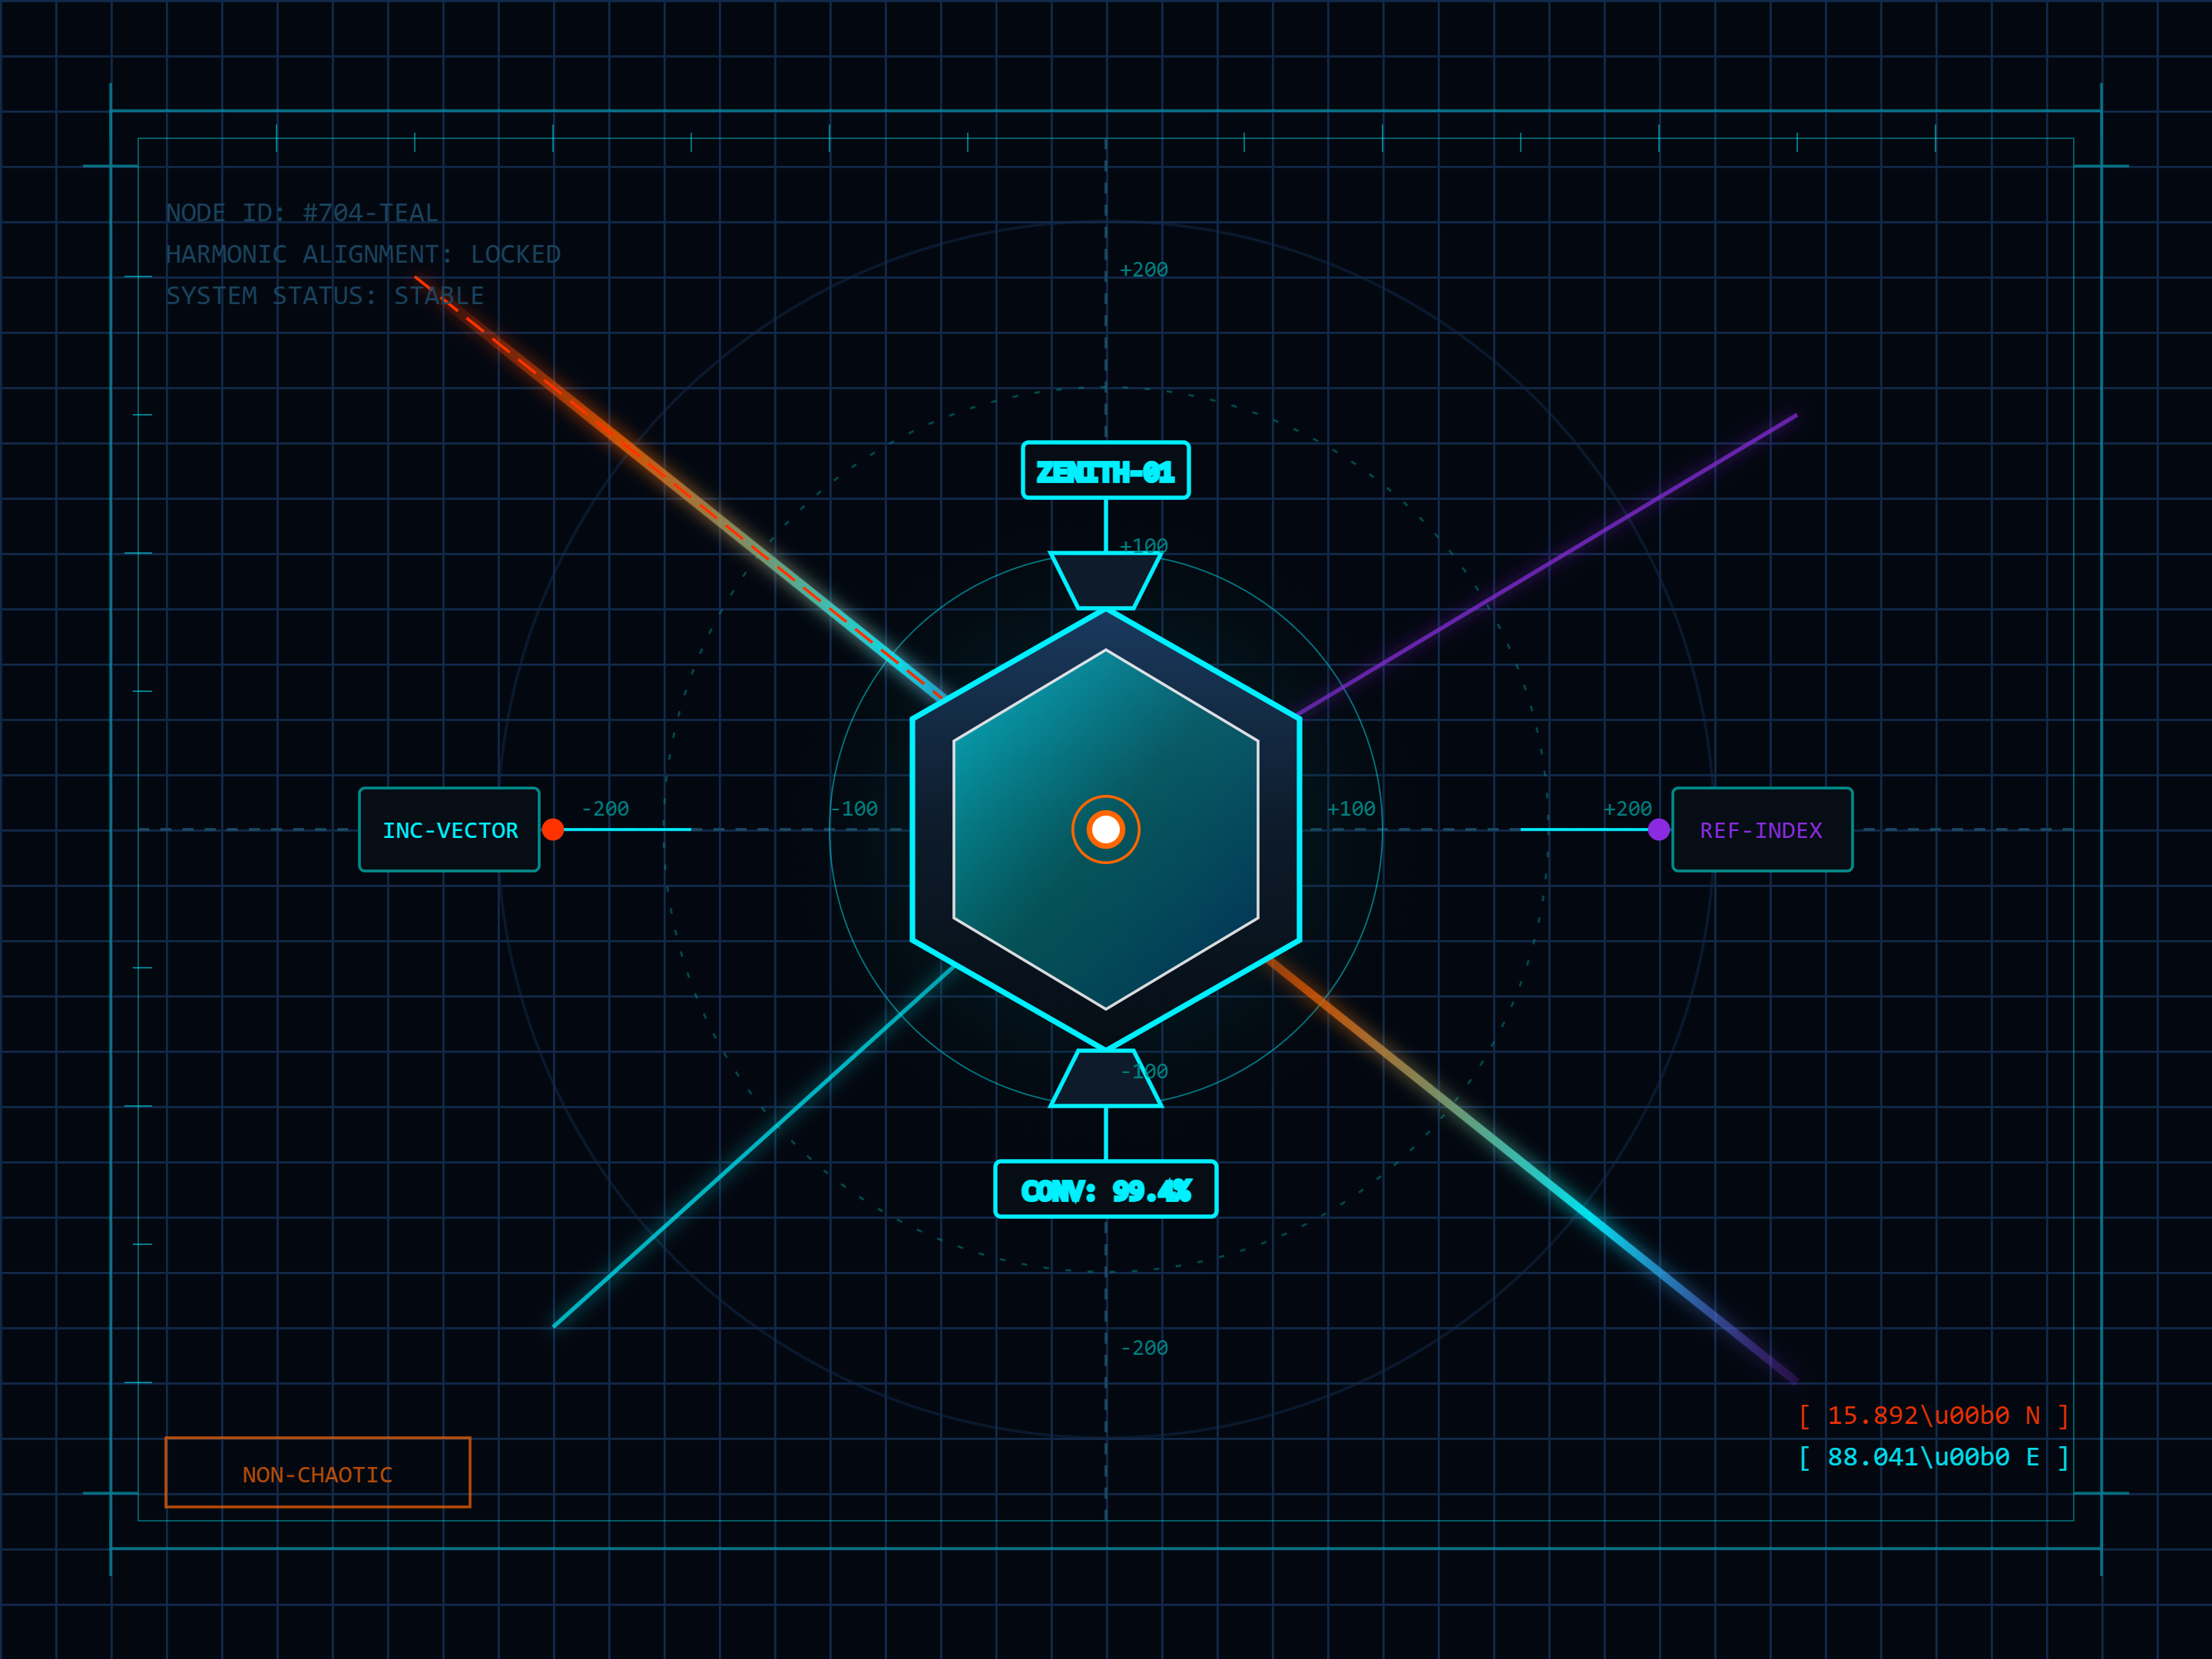 NODE ID: #704-TEAL
HARMONIC ALIGNMENT: LOCKED
SYSTEM STATUS: STABLE
+200
ZENITH-01
+100
INC-VECTOR
-200
-100
+100
+200
REF-INDEX
-100
CONV: 99.4%
-200
[ 15.892\u00b0 N ]
[ 88.041\u00b0 E ]
NON-CHAOTIC